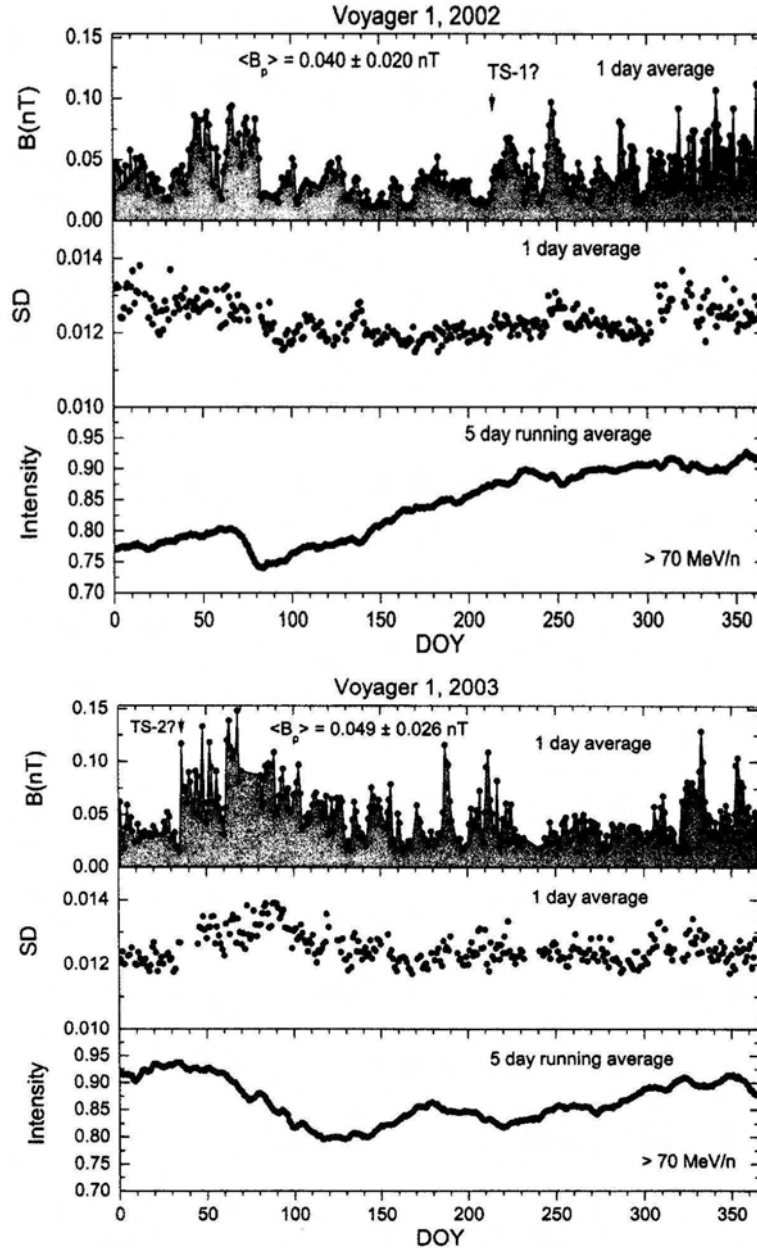 Voyager 1, 2002
0.15
<Bp> = 0.040 ± 0.020 nT
TS-1?
1 day average
0.10
B(nT)
0.05
0.00
1 day average
0.014
SD
0.012
0.010
5 day running average
0.95
0.90
Intensity
0.85
0.80
0.75
> 70 MeV/n
0.70
0 50 100 150 200 250 300 350
DOY
Voyager 1, 2003
0.15
TS-2?
<Bp> = 0.049 ± 0.026 nT
1 day average
0.10
B(nT)
0.05
0.00
0.014
1 day average
SD
0.012
0.010
0.95
5 day running average
0.90
Intensity
0.85
0.80
0.75
> 70 MeV/n
0.70
0 50 100 150 200 250 300 350
DOY